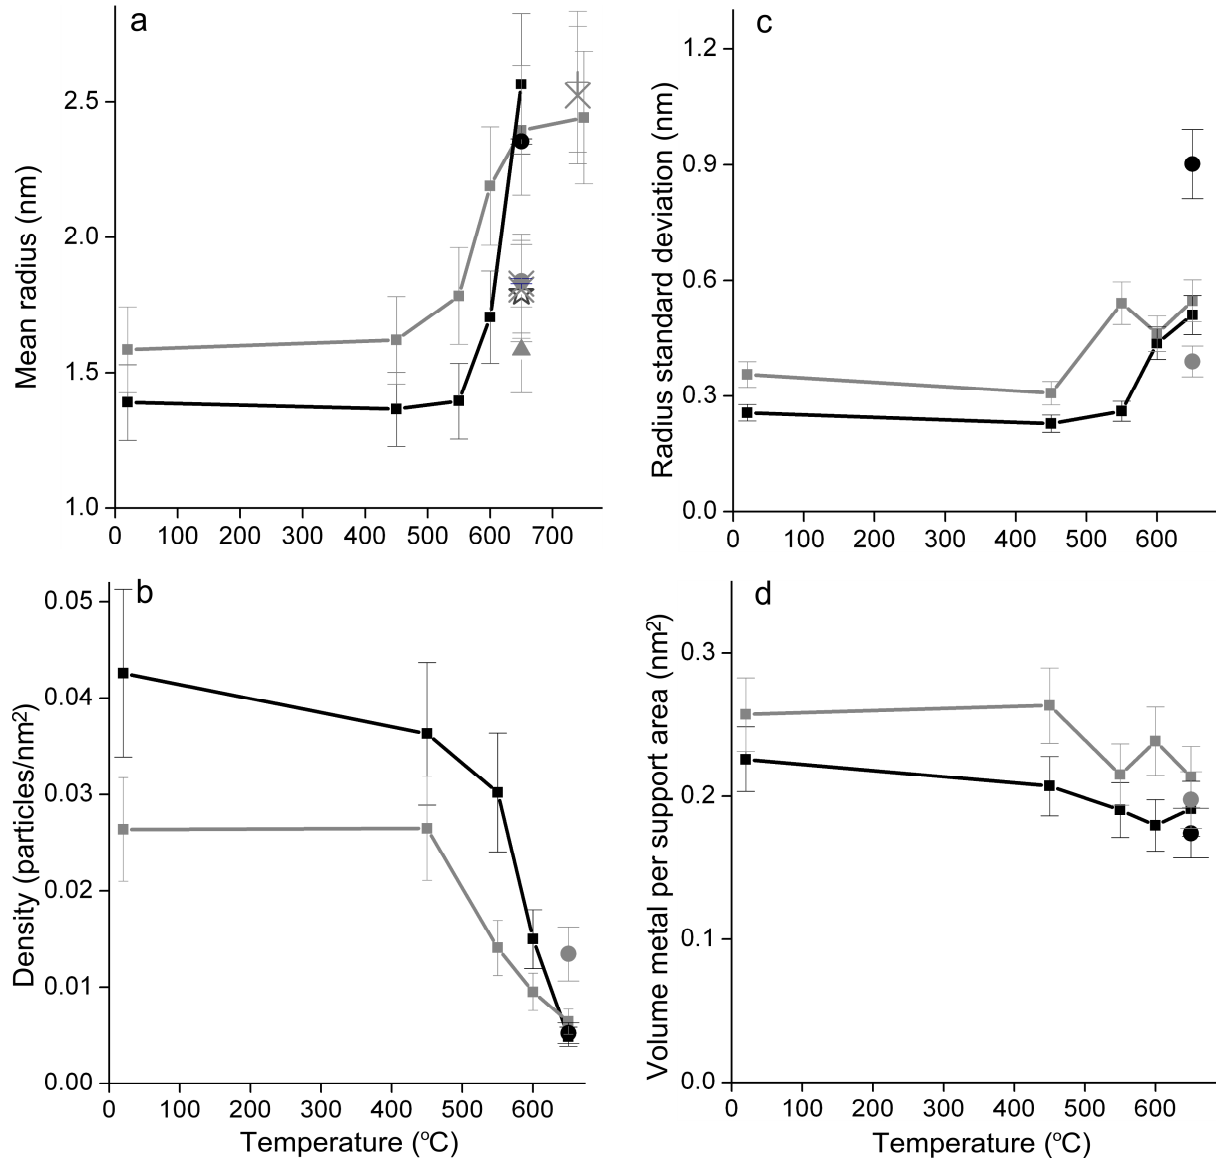 a
Mean radius (nm)
2.5
2.0
1.5
1.0
0 100 200 300 400 500 600 700
c
Radius standard deviation (nm)
1.2
0.9
0.6
0.3
0.0
0 100 200 300 400 500 600
b
Density (particles/nm²)
0.05
0.04
0.03
0.02
0.01
0.00
0 100 200 300 400 500 600
Temperature (ºC)
d
Volume metal per support area (nm²)
0.3
0.2
0.1
0.0
0 100 200 300 400 500 600
Temperature (ºC)